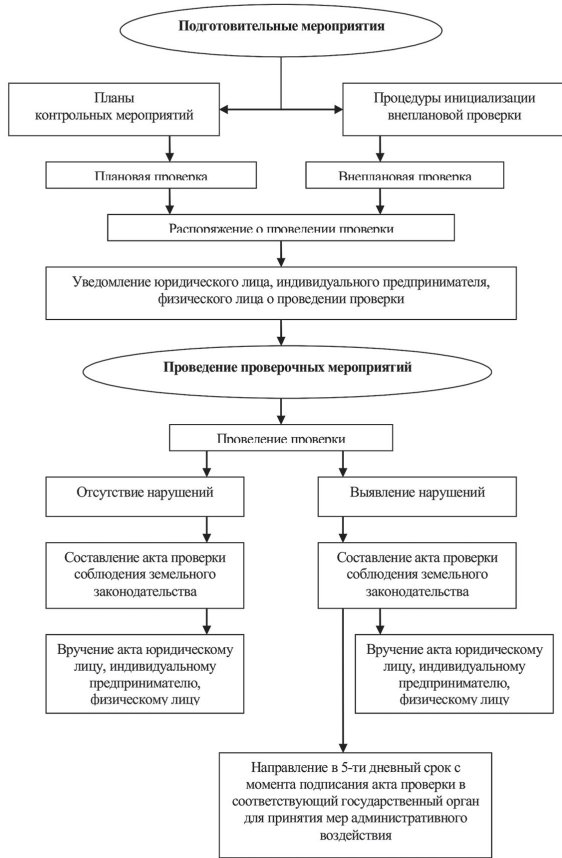 Подготовительные мероприятия
Планы
контрольных мероприятий
Процедуры инициализации
внеплановой проверки
Плановая проверка
Внеплановая проверка
Распоряжение о проведении проверки
Уведомление юридического лица, индивидуального предпринимателя,
физического лица о проведении проверки
Проведение проверочных мероприятий
Проведение проверки
Отсутствие нарушений
Выявление нарушений
Составление акта проверки
соблюдения земельного
законодательства
Составление акта проверки
соблюдения земельного
законодательства
Вручение акта юридическому
лицу, индивидуальному
предпринимателю,
физическому лицу
Вручение акта юридическому
лицу, индивидуальному
предпринимателю,
физическому лицу
Направление в 5-ти дневный срок с
момента подписания акта проверки в
соответствующий государственный орган
для принятия мер административного
воздействия